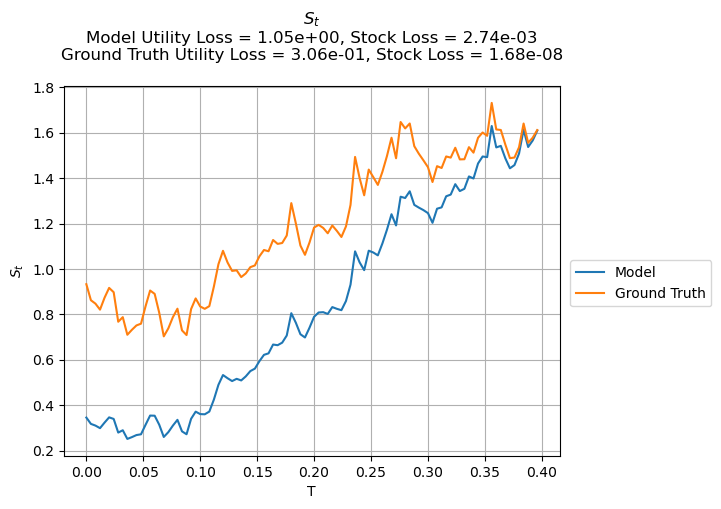 S_t
Model Utility Loss = 1.05e+00, Stock Loss = 2.74e-03
Ground Truth Utility Loss = 3.06e-01, Stock Loss = 1.68e-08
1.8
1.6
1.4
1.2
1.0
0.8
0.6
0.4
0.2
S_t
0.00 0.05 0.10 0.15 0.20 0.25 0.30 0.35 0.40
T
Model
Ground Truth